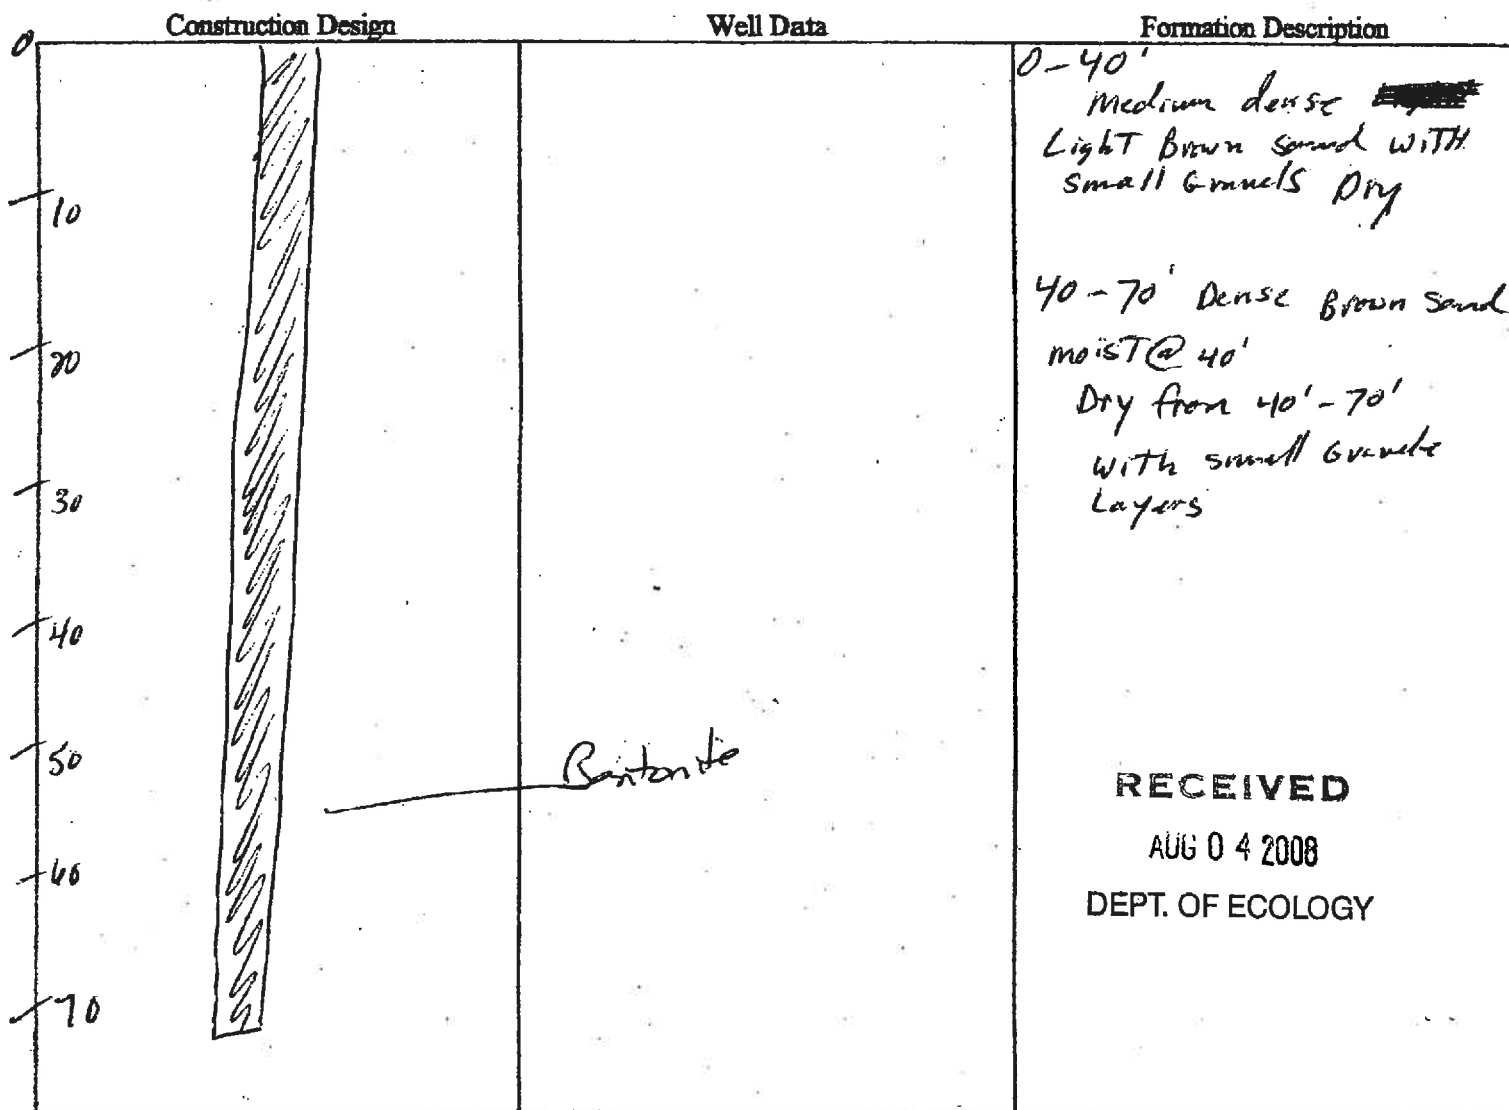 Construction Design Well Data Formation Description
0
0-40'
Medium dense
Light Brown sand with
small Gravels Dry
10
40-70' Dense Brown Sand
20
moist @ 40'
Dry from 40'-70'
with small Gravel
Layers
30
40
50
Bentonite
RECEIVED
AUG 04 2008
60
DEPT. OF ECOLOGY
70